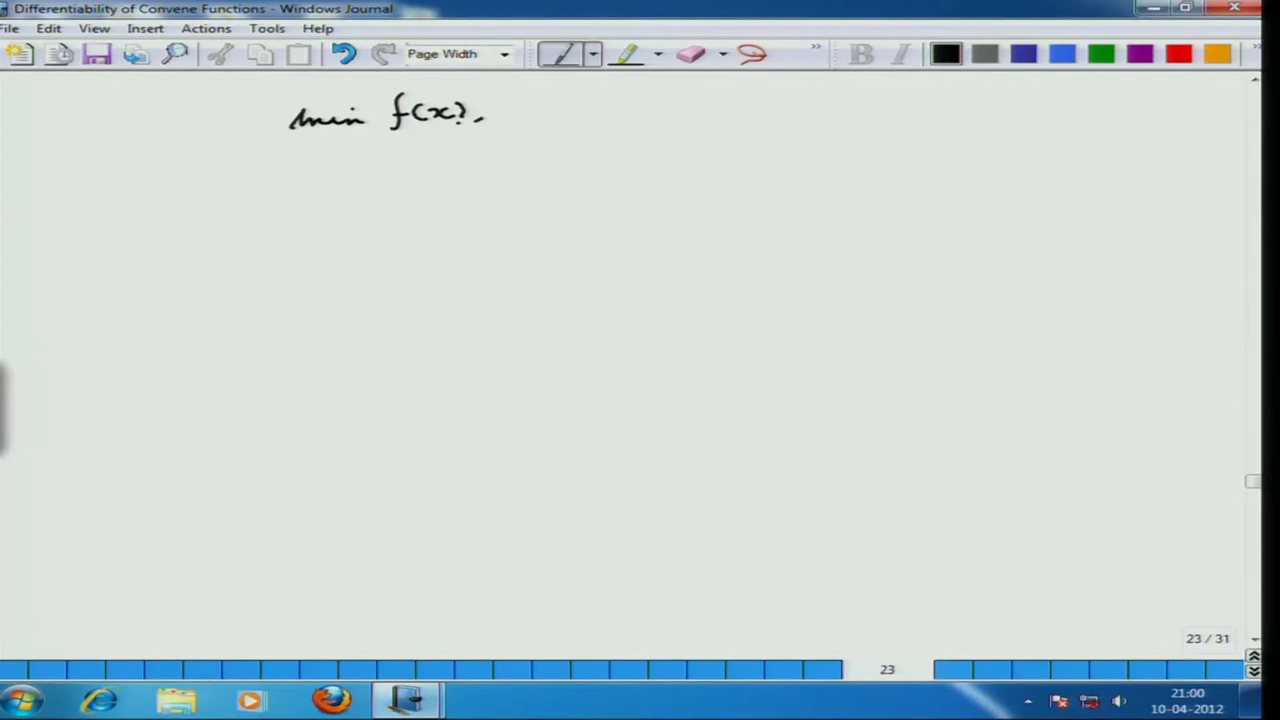 Differentiability of Convene Functions - Windows Journal
File Edit View Insert Actions Tools Help
Page Width B I
min f(x),
23 / 31
23
21:00
10-04-2012